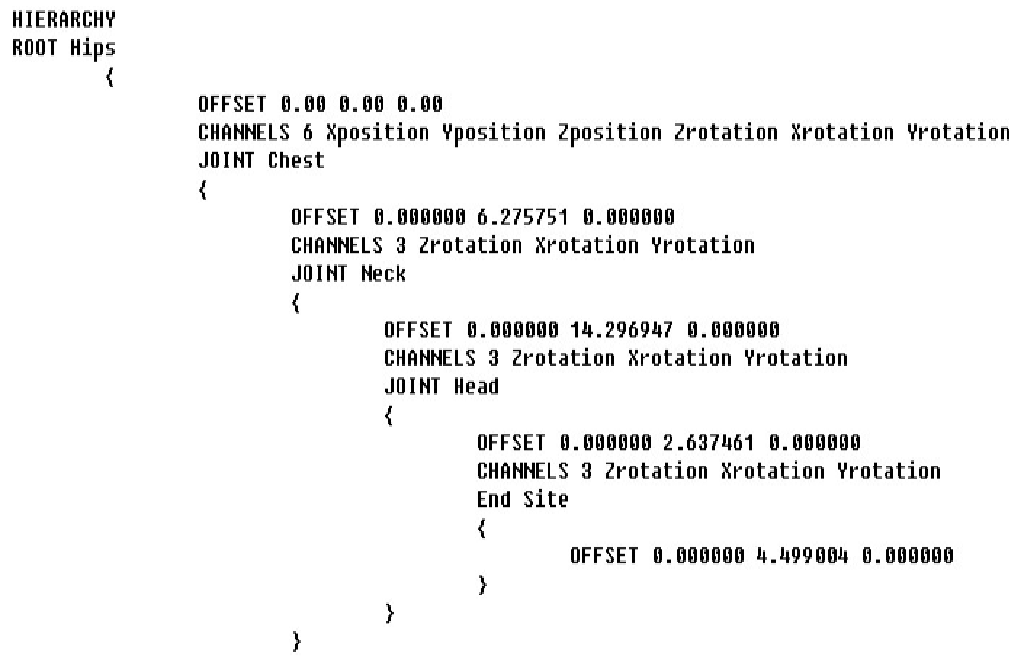 HIERARCHY
ROOT Hips
{
OFFSET 0.00 0.00 0.00
CHANNELS 6 Xposition Yposition Zposition Zrotation Xrotation Yrotation
JOINT Chest
{
OFFSET 0.000000 6.275751 0.000000
CHANNELS 3 Zrotation Xrotation Yrotation
JOINT Neck
{
OFFSET 0.000000 14.296947 0.000000
CHANNELS 3 Zrotation Xrotation Yrotation
JOINT Head
{
OFFSET 0.000000 2.637461 0.000000
CHANNELS 3 Zrotation Xrotation Yrotation
End Site
{
OFFSET 0.000000 4.499004 0.000000
}
}
}